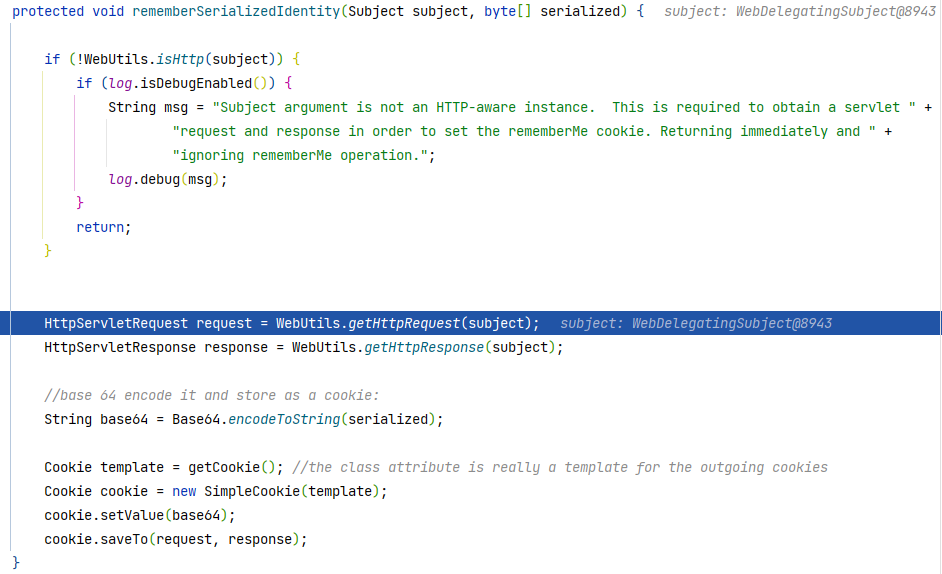 protected void rememberSerializedIdentity(Subject subject, byte[] serialized) {   subject: WebDelegatingSubject@8943
if (!WebUtils.isHttp(subject)) {
if (log.isDebugEnabled()) {
String msg = "Subject argument is not an HTTP-aware instance.  This is required to obtain a servlet " +
"request and response in order to set the rememberMe cookie. Returning immediately and " +
"ignoring rememberMe operation.";
log.debug(msg);
}
return;
}
HttpServletRequest request = WebUtils.getHttpRequest(subject);   subject: WebDelegatingSubject@8943
HttpServletResponse response = WebUtils.getHttpResponse(subject);
//base 64 encode it and store as a cookie:
String base64 = Base64.encodeToString(serialized);
Cookie template = getCookie(); //the class attribute is really a template for the outgoing cookies
Cookie cookie = new SimpleCookie(template);
cookie.setValue(base64);
cookie.saveTo(request, response);
}